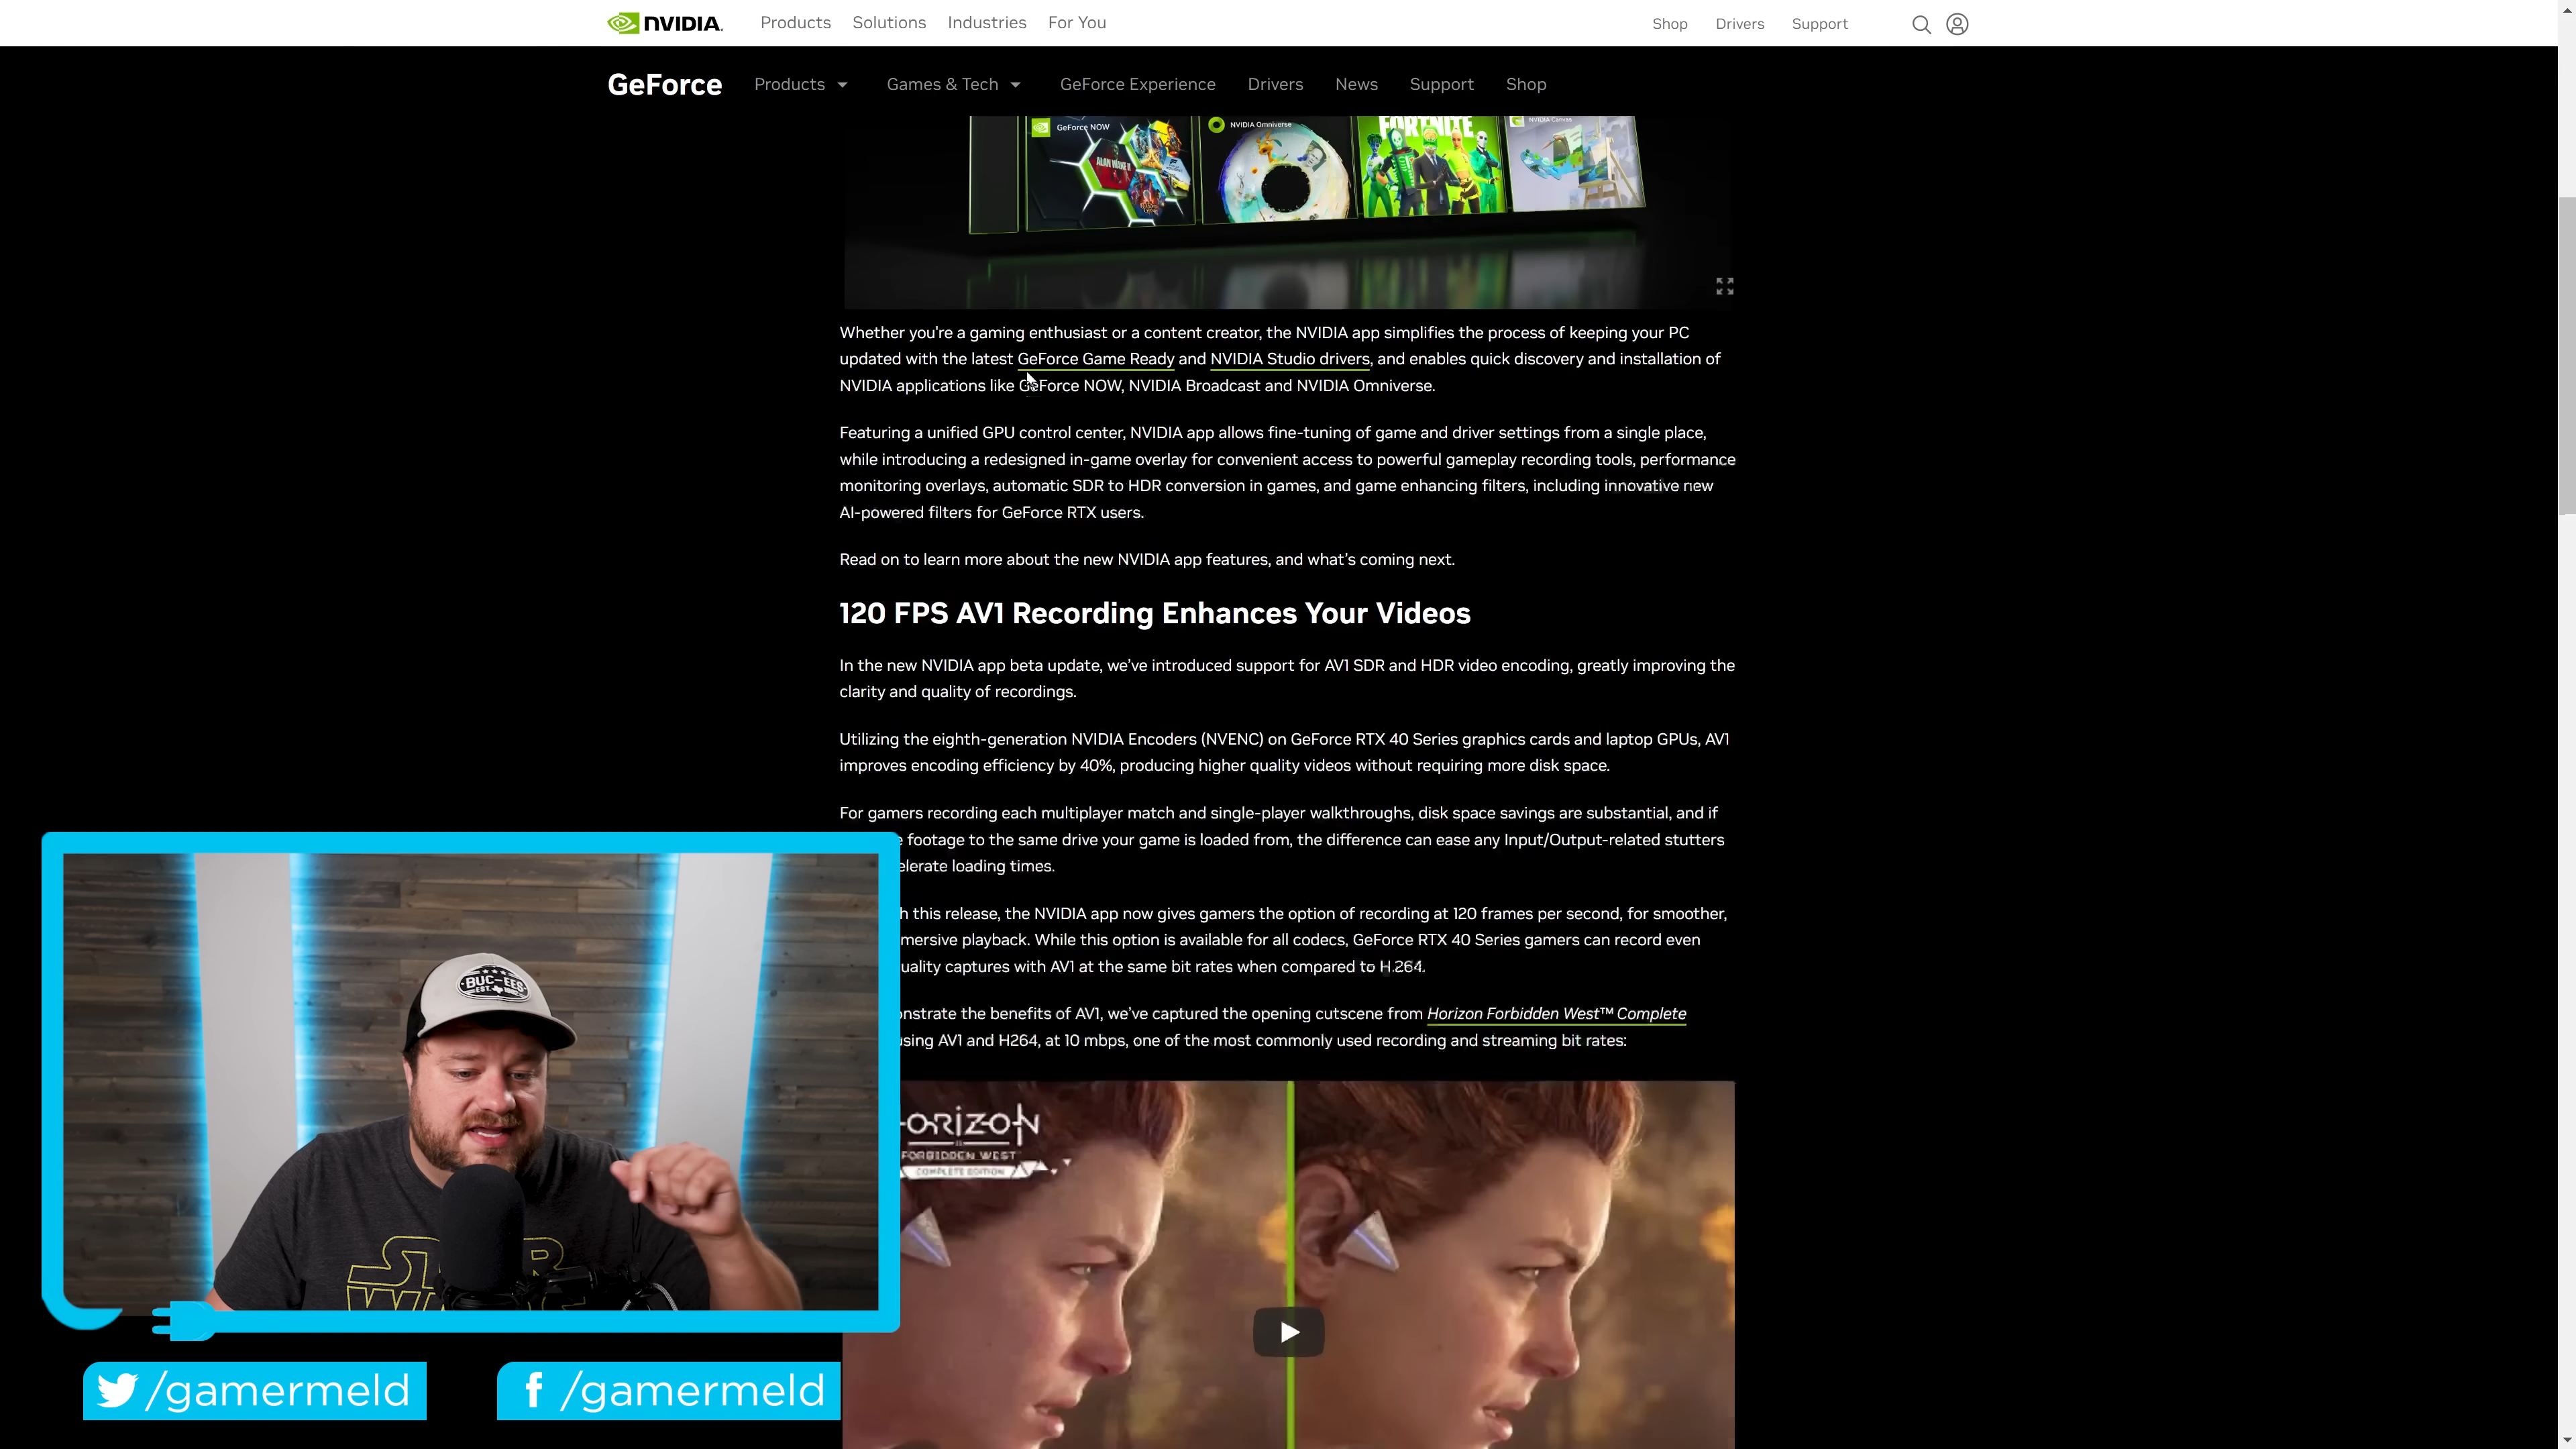 NVIDIA.
Products Solutions Industries For You
Shop Drivers Support
GeForce Products Games & Tech GeForce Experience Drivers News Support Shop
GeForce NOW
NVIDIA Omniverse
FORTNITE
NVIDIA Canvas
ALAN WAKE II
Whether you're a gaming enthusiast or a content creator, the NVIDIA app simplifies the process of keeping your PC
updated with the latest GeForce Game Ready and NVIDIA Studio drivers, and enables quick discovery and installation of
NVIDIA applications like GeForce NOW, NVIDIA Broadcast and NVIDIA Omniverse.
Featuring a unified GPU control center, NVIDIA app allows fine-tuning of game and driver settings from a single place,
while introducing a redesigned in-game overlay for convenient access to powerful gameplay recording tools, performance
monitoring overlays, automatic SDR to HDR conversion in games, and game enhancing filters, including innovative new
AI-powered filters for GeForce RTX users.
Read on to learn more about the new NVIDIA app features, and what's coming next.
120 FPS AV1 Recording Enhances Your Videos
In the new NVIDIA app beta update, we've introduced support for AV1 SDR and HDR video encoding, greatly improving the
clarity and quality of recordings.
Utilizing the eighth-generation NVIDIA Encoders (NVENC) on GeForce RTX 40 Series graphics cards and laptop GPUs, AV1
improves encoding efficiency by 40%, producing higher quality videos without requiring more disk space.
For gamers recording each multiplayer match and single-player walkthroughs, disk space savings are substantial, and if
e footage to the same drive your game is loaded from, the difference can ease any Input/Output-related stutters
elerate loading times.
h this release, the NVIDIA app now gives gamers the option of recording at 120 frames per second, for smoother,
mersive playback. While this option is available for all codecs, GeForce RTX 40 Series gamers can record even
uality captures with AV1 at the same bit rates when compared to H.264.
onstrate the benefits of AV1, we've captured the opening cutscene from Horizon Forbidden West™ Complete
using AV1 and H264, at 10 mbps, one of the most commonly used recording and streaming bit rates:
ORIZON
FORBIDDEN WEST
COMPLETE EDITION
BUC-EES
EST.
STAR
WARS
/gamermeld
/gamermeld